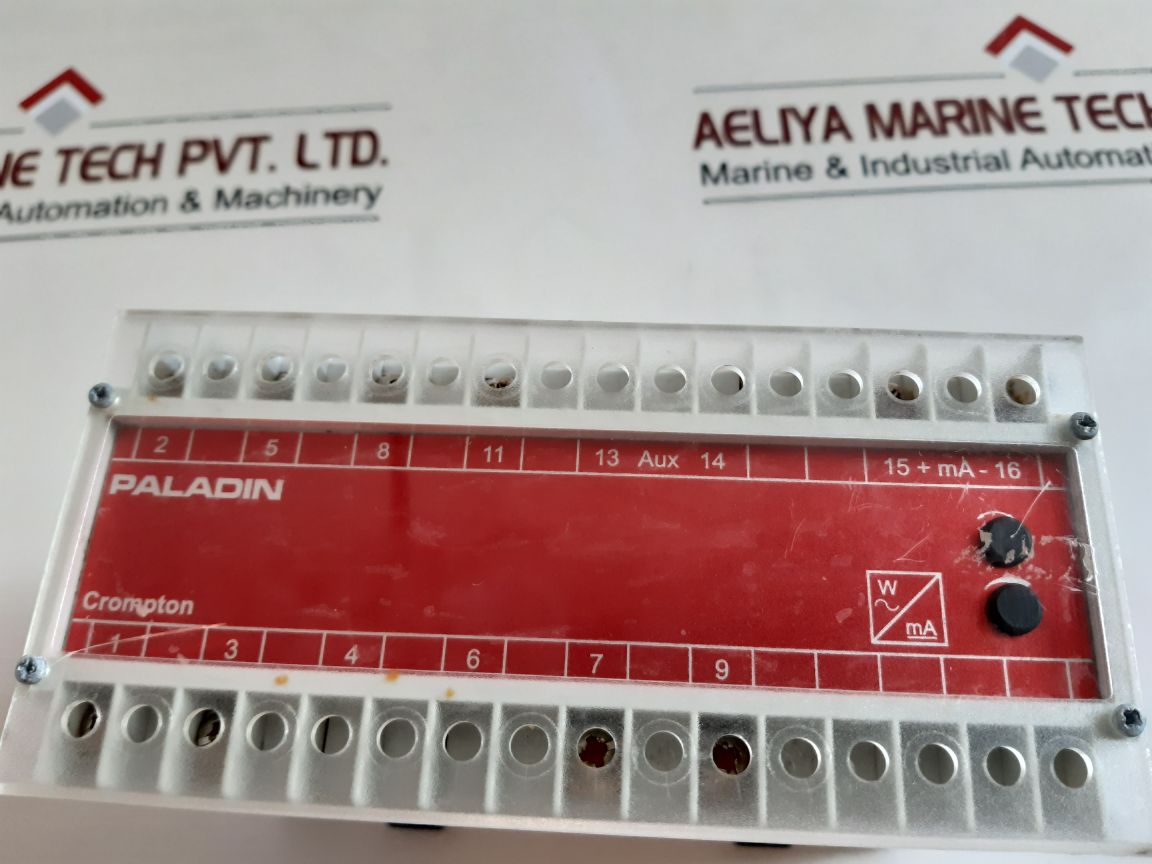 NE TECH PVT. LTD.
Automation & Machinery
AELIYA MARINE TECH
Marine & Industrial Automat
2 5 8 11 13 Aux 14 15 + mA - 16
PALADIN
W
~
mA
Crompton
1 3 4 6 7 9